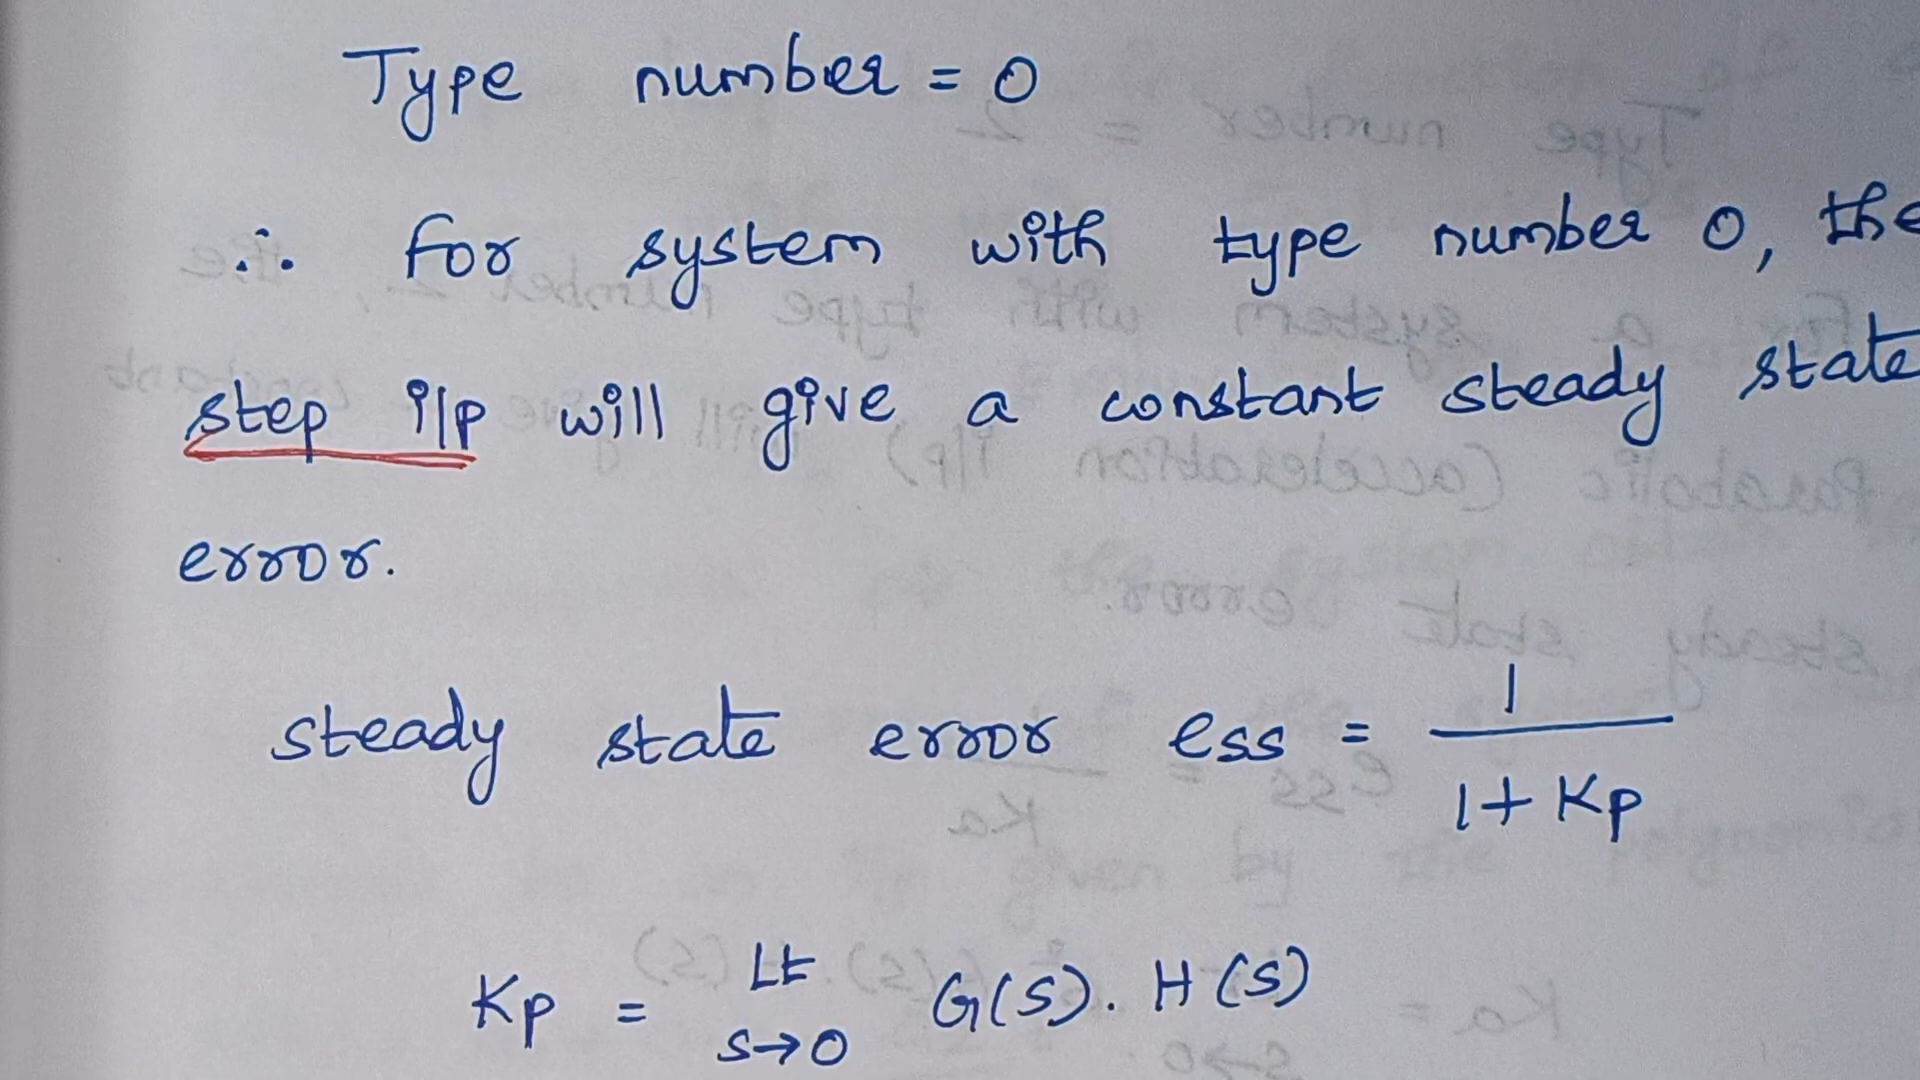 Type number = 0
∴ for system with type number 0, the
step i/p will give a constant steady state
error.
steady state error ess = 1 / (1 + Kp)
Kp = Lt s→0 G(s). H(s)